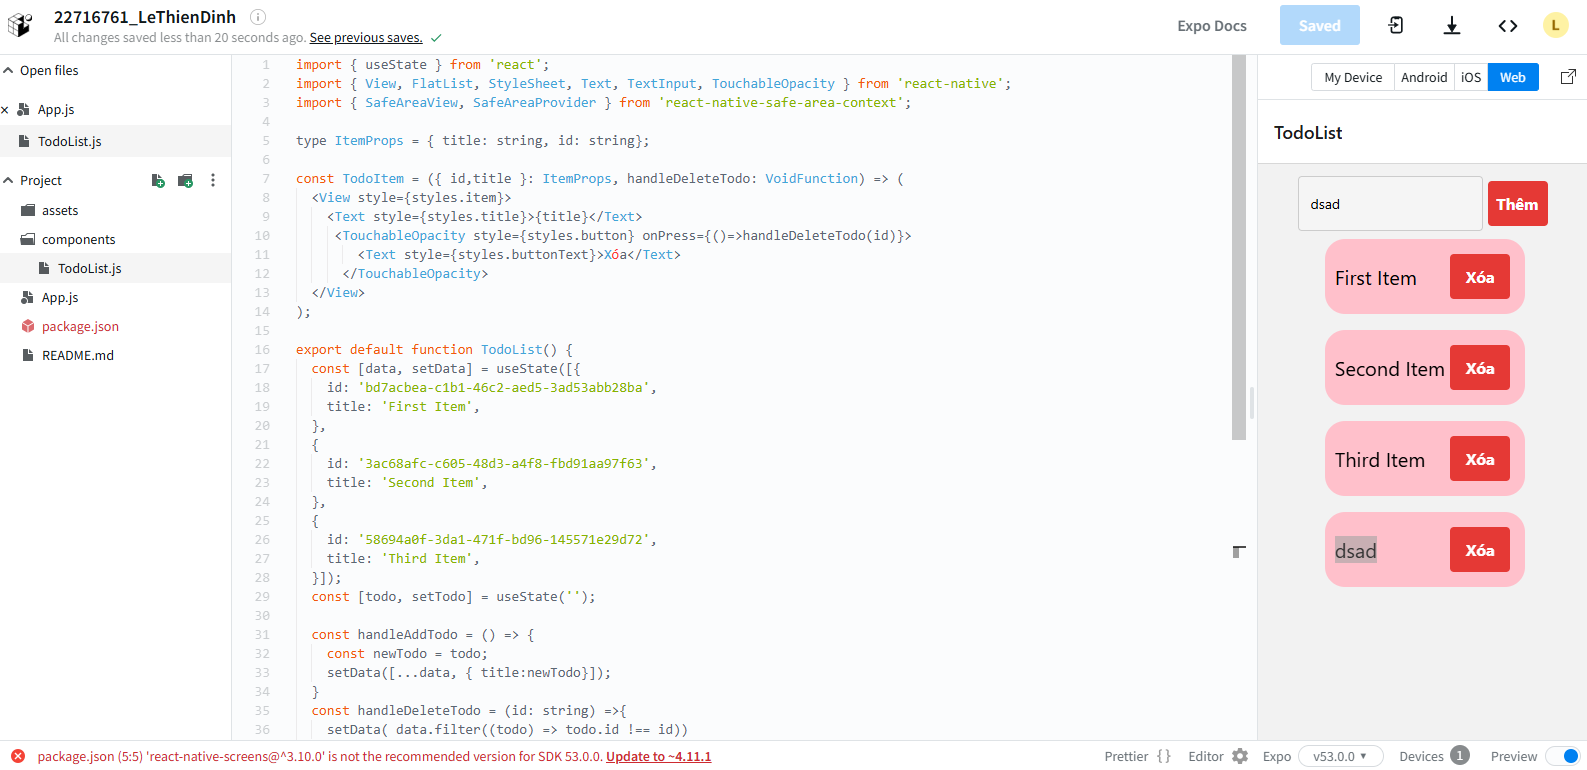 22716761_LeThienDinh
All changes saved less than 20 seconds ago. See previous saves.
Expo Docs
Saved
L
Open files
App.js
TodoList.js
Project
assets
components
TodoList.js
App.js
package.json
README.md
1 import { useState } from 'react';
2 import { View, FlatList, StyleSheet, Text, TextInput, TouchableOpacity } from 'react-native';
3 import { SafeAreaView, SafeAreaProvider } from 'react-native-safe-area-context';
4
5 type ItemProps = { title: string, id: string};
6
7 const TodoItem = ({ id,title }: ItemProps, handleDeleteTodo: VoidFunction) => (
8 <View style={styles.item}>
9 <Text style={styles.title}>{title}</Text>
10 <TouchableOpacity style={styles.button} onPress={()=>handleDeleteTodo(id)}>
11 <Text style={styles.buttonText}>Xóa</Text>
12 </TouchableOpacity>
13 </View>
14 );
15
16 export default function TodoList() {
17 const [data, setData] = useState([{
18 id: 'bd7acbea-c1b1-46c2-aed5-3ad53abb28ba',
19 title: 'First Item',
20 },
21 {
22 id: '3ac68afc-c605-48d3-a4f8-fbd91aa97f63',
23 title: 'Second Item',
24 },
25 {
26 id: '58694a0f-3da1-471f-bd96-145571e29d72',
27 title: 'Third Item',
28 }]);
29 const [todo, setTodo] = useState('');
30
31 const handleAddTodo = () => {
32 const newTodo = todo;
33 setData([...data, { title:newTodo}]);
34 }
35 const handleDeleteTodo = (id: string) =>{
36 setData( data.filter((todo) => todo.id !== id))
My Device Android iOS Web
TodoList
dsad Thêm
First Item Xóa
Second Item Xóa
Third Item Xóa
dsad Xóa
package.json (5:5) 'react-native-screens@^3.10.0' is not the recommended version for SDK 53.0.0. Update to ~4.11.1
Prettier { } Editor Expo v53.0.0 Devices 1 Preview